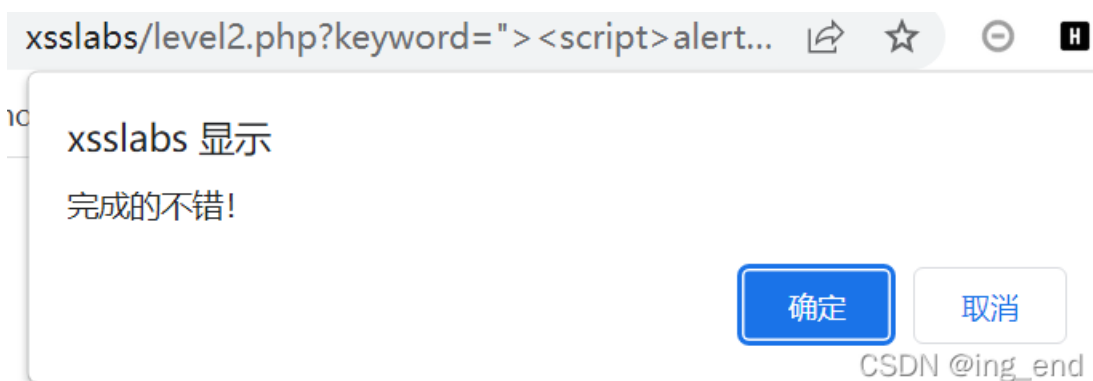 xsslabs/level2.php?keyword="><script>alert...
H
xsslabs 显示
完成的不错!
确定
取消
CSDN @ing_end